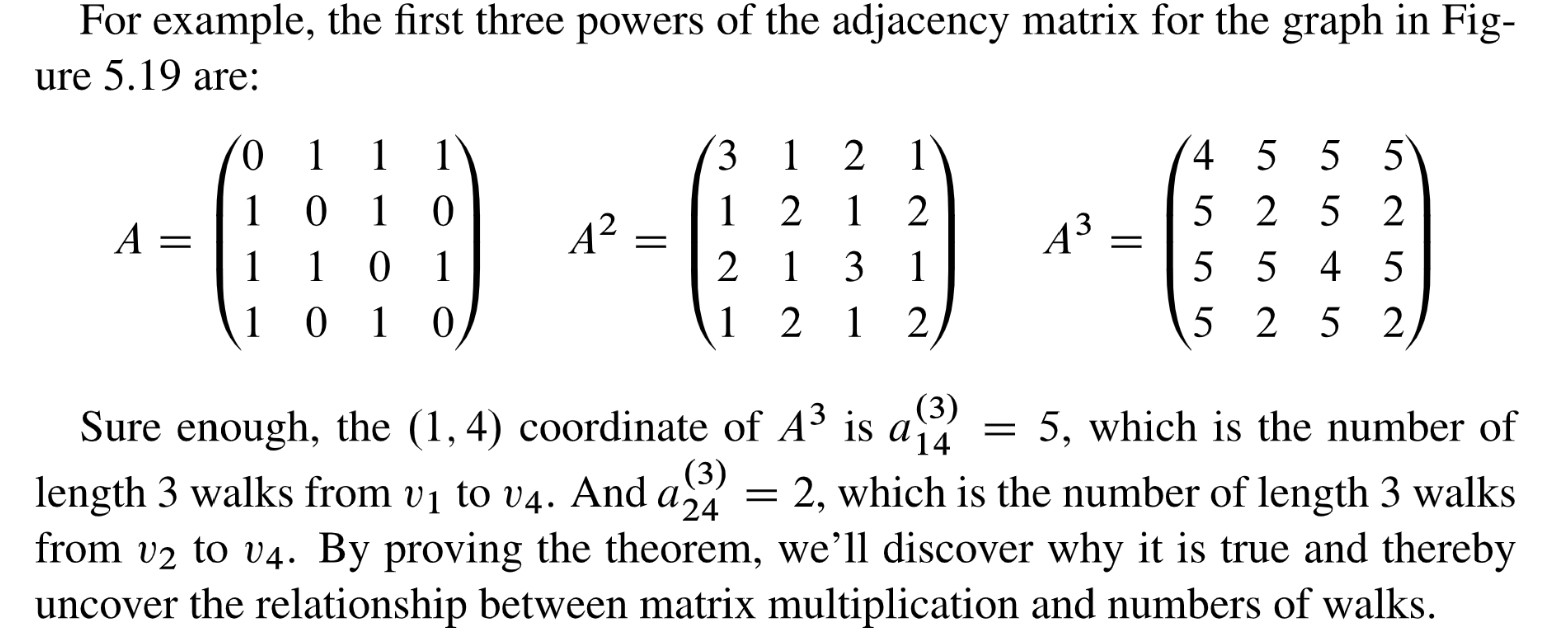 For example, the first three powers of the adjacency matrix for the graph in Fig-
ure 5.19 are:
A = \begin{pmatrix} 0 & 1 & 1 & 1 \\ 1 & 0 & 1 & 0 \\ 1 & 1 & 0 & 1 \\ 1 & 0 & 1 & 0 \end{pmatrix} A^2 = \begin{pmatrix} 3 & 1 & 2 & 1 \\ 1 & 2 & 1 & 2 \\ 2 & 1 & 3 & 1 \\ 1 & 2 & 1 & 2 \end{pmatrix} A^3 = \begin{pmatrix} 4 & 5 & 5 & 5 \\ 5 & 2 & 5 & 2 \\ 5 & 5 & 4 & 5 \\ 5 & 2 & 5 & 2 \end{pmatrix}
Sure enough, the (1, 4) coordinate of A^3 is a_{14}^{(3)} = 5, which is the number of
length 3 walks from v_1 to v_4. And a_{24}^{(3)} = 2, which is the number of length 3 walks
from v_2 to v_4. By proving the theorem, we’ll discover why it is true and thereby
uncover the relationship between matrix multiplication and numbers of walks.